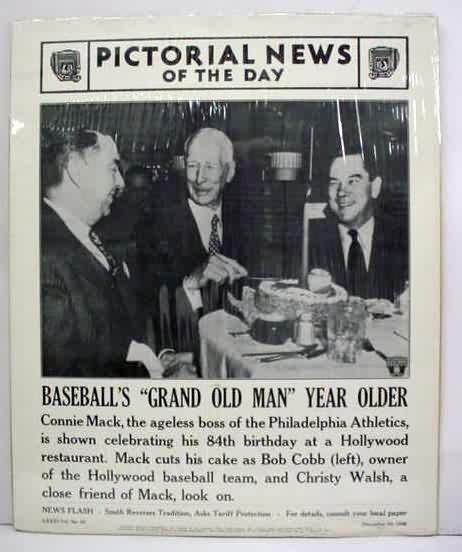 PICTORIAL NEWS
OF THE DAY
BASEBALL'S "GRAND OLD MAN" YEAR OLDER
Connie Mack, the ageless boss of the Philadelphia Athletics,
is shown celebrating his 84th birthday at a Hollywood
restaurant. Mack cuts his cake as Bob Cobb (left), owner
of the Hollywood baseball team, and Christy Walsh, a
close friend of Mack, look on.
NEWS FLASH - South Reverses Tradition, Asks Tariff Protection - For details, consult your local paper